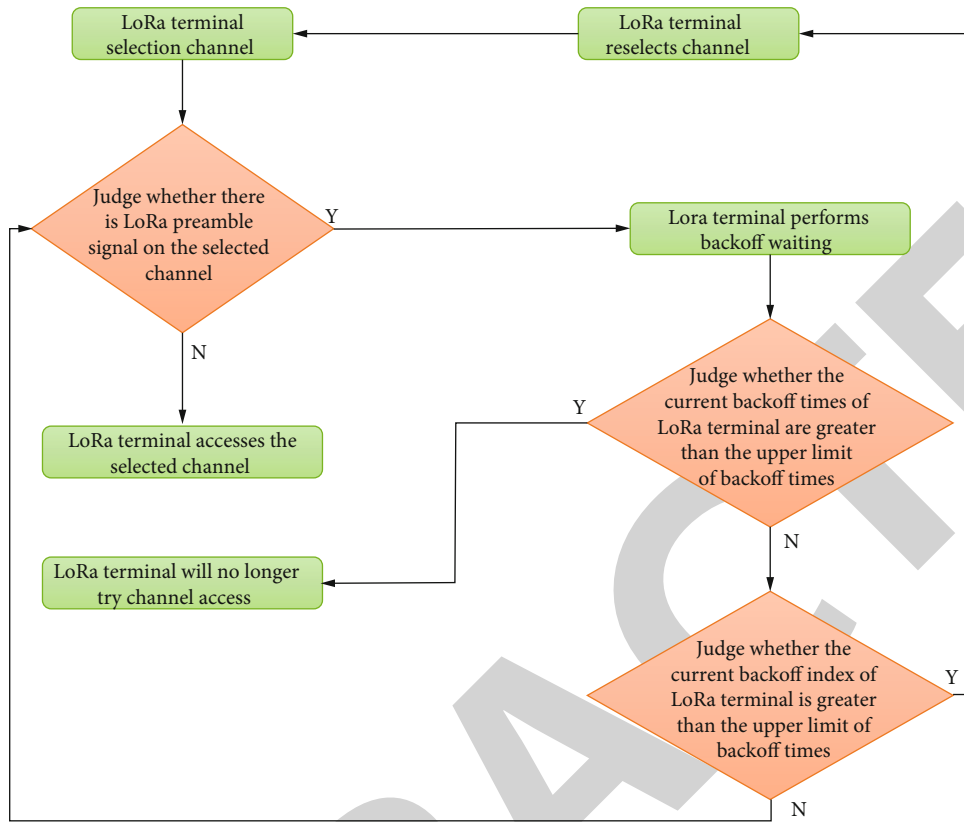 LoRa terminal
selection channel
LoRa terminal
reselects channel
Judge whether there
is LoRa preamble
signal on the selected
channel
Y
Lora terminal performs
backoff waiting
N
LoRa terminal accesses the
selected channel
Judge whether the
current backoff times of
LoRa terminal are greater
than the upper limit
of backoff times
Y
N
LoRa terminal will no longer
try channel access
Judge whether the
current backoff index of
LoRa terminal is greater
than the upper limit of
backoff times
Y
N